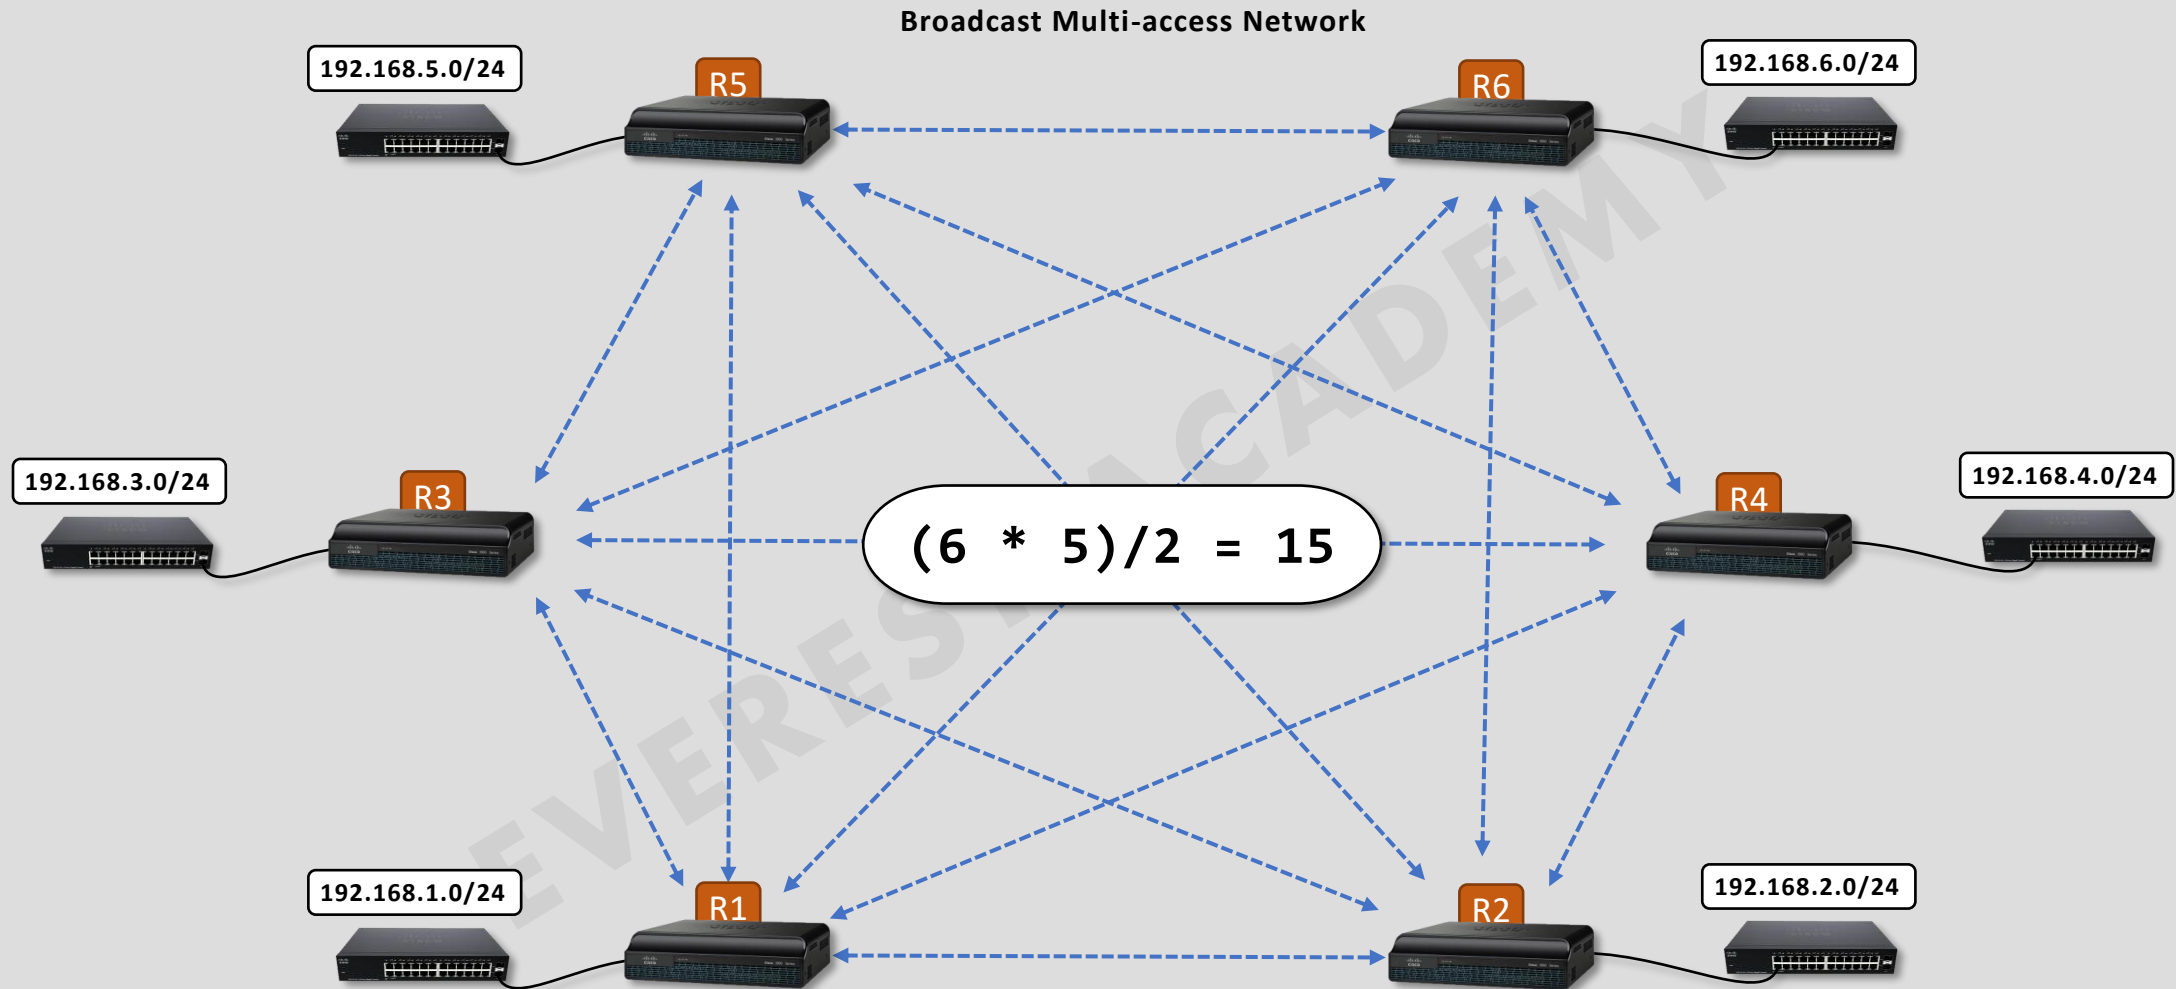 Broadcast Multi-access Network
192.168.5.0/24
R5
R6
192.168.6.0/24
192.168.3.0/24
R3
R4
192.168.4.0/24
(6 * 5)/2 = 15
EVEREST ACADEMY
192.168.1.0/24
R1
R2
192.168.2.0/24